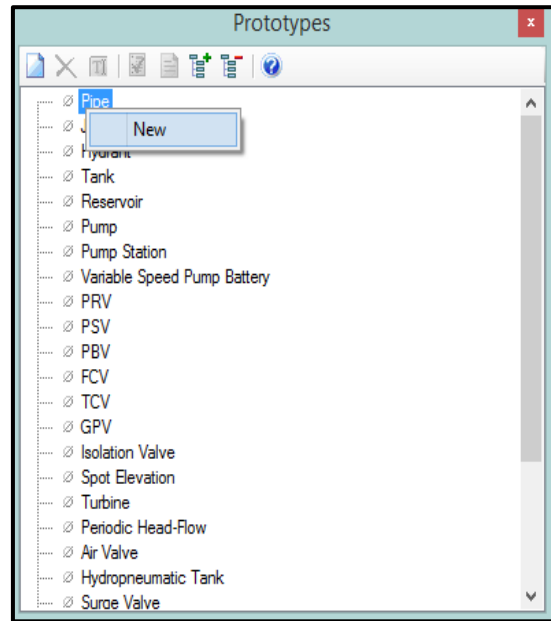 Prototypes
x
Pipe
New
Hydrant
Tank
Reservoir
Pump
Pump Station
Variable Speed Pump Battery
PRV
PSV
PBV
FCV
TCV
GPV
Isolation Valve
Spot Elevation
Turbine
Periodic Head-Flow
Air Valve
Hydropneumatic Tank
Surge Valve